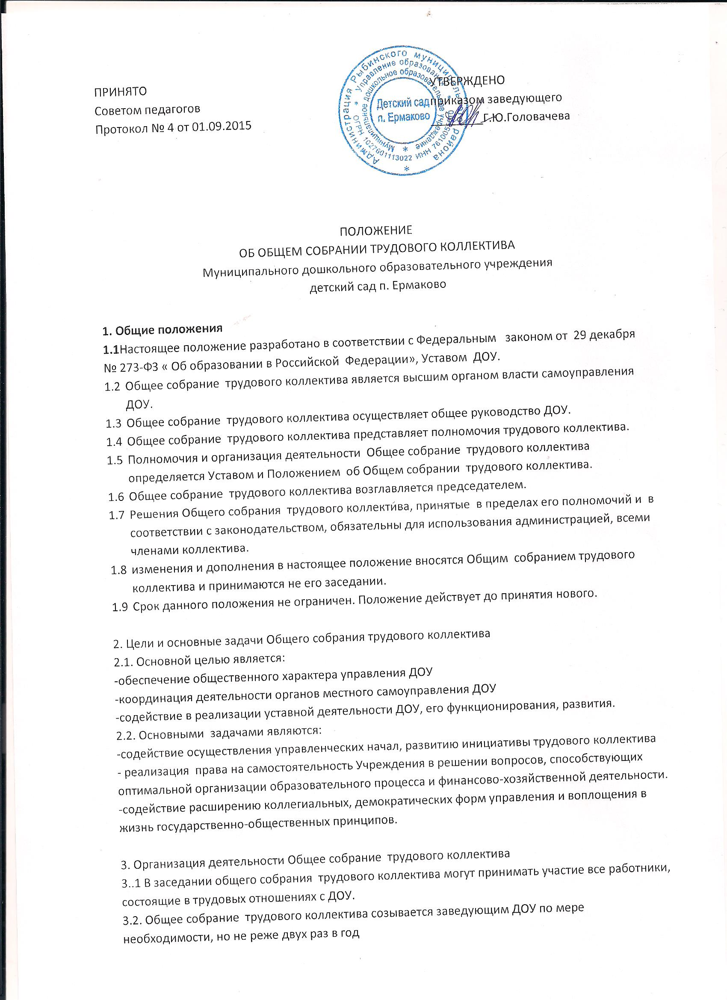 ПРИНЯТО
Советом педагогов
Протокол № 4 от 01.09.2015
УТВЕРЖДЕНО
приказом заведующего
Г.Ю.Головачева
Администрация Рыбинского муниципального района
* Управление образования *
ОГРН 1027601113022 ИНН
Муниципальное дошкольное образовательное учреждение *
Детский сад
п. Ермаково
ПОЛОЖЕНИЕ
ОБ ОБЩЕМ СОБРАНИИ ТРУДОВОГО КОЛЛЕКТИВА
Муниципального дошкольного образовательного учреждения
детский сад п. Ермаково
1. Общие положения
1.1Настоящее положение разработано в соответствии с Федеральным законом от 29 декабря
№ 273-ФЗ « Об образовании в Российской Федерации», Уставом ДОУ.
1.2 Общее собрание трудового коллектива является высшим органом власти самоуправления
ДОУ.
1.3 Общее собрание трудового коллектива осуществляет общее руководство ДОУ.
1.4 Общее собрание трудового коллектива представляет полномочия трудового коллектива.
1.5 Полномочия и организация деятельности Общее собрание трудового коллектива
определяется Уставом и Положением об Общем собрании трудового коллектива.
1.6 Общее собрание трудового коллектива возглавляется председателем.
1.7 Решения Общего собрания трудового коллектива, принятые в пределах его полномочий и в
соответствии с законодательством, обязательны для использования администрацией, всеми
членами коллектива.
1.8 изменения и дополнения в настоящее положение вносятся Общим собранием трудового
коллектива и принимаются не его заседании.
1.9 Срок данного положения не ограничен. Положение действует до принятия нового.
2. Цели и основные задачи Общего собрания трудового коллектива
2.1. Основной целью является:
-обеспечение общественного характера управления ДОУ
-координация деятельности органов местного самоуправления ДОУ
-содействие в реализации уставной деятельности ДОУ, его функционирования, развития.
2.2. Основными задачами являются:
-содействие осуществления управленческих начал, развитию инициативы трудового коллектива
- реализация права на самостоятельность Учреждения в решении вопросов, способствующих
оптимальной организации образовательного процесса и финансово-хозяйственной деятельности.
-содействие расширению коллегиальных, демократических форм управления и воплощения в
жизнь государственно-общественных принципов.
3. Организация деятельности Общее собрание трудового коллектива
3..1 В заседании общего собрания трудового коллектива могут принимать участие все работники,
состоящие в трудовых отношениях с ДОУ.
3.2. Общее собрание трудового коллектива созывается заведующим ДОУ по мере
необходимости, но не реже двух раз в год